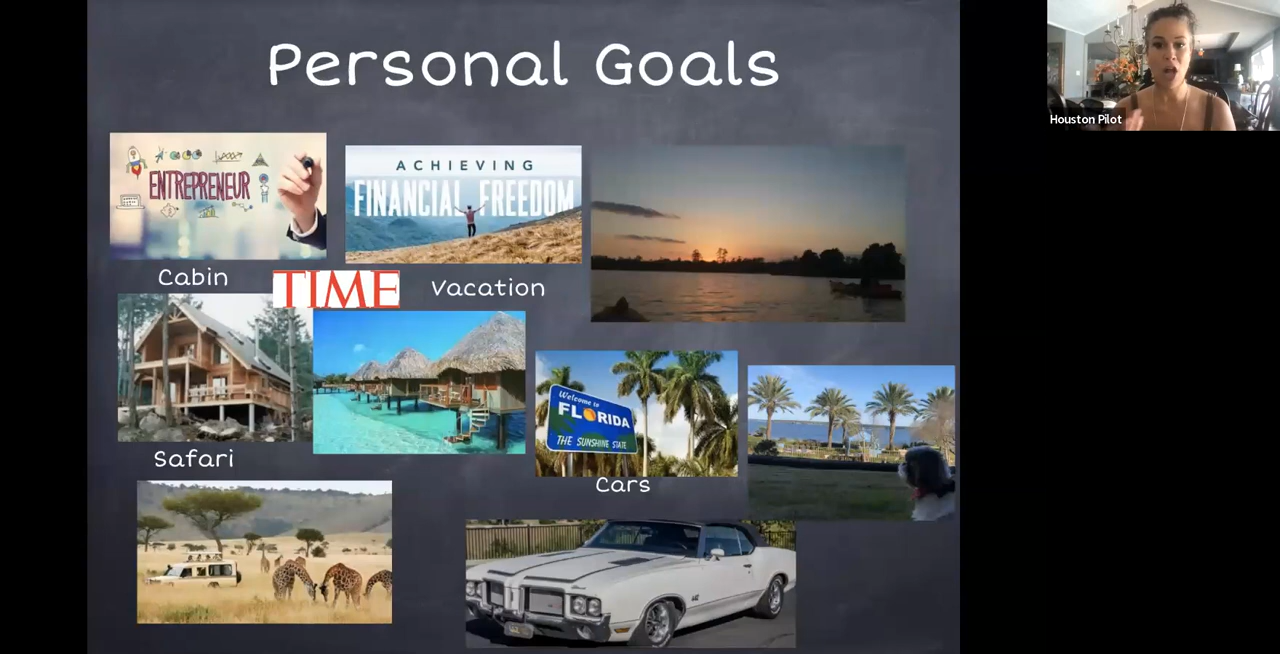 Personal Goals
Houston Pilot
ENTREPRENEUR
ACHIEVING
FINANCIAL FREEDOM
Cabin
TIME
Vacation
Welcome to
FLORIDA
THE SUNSHINE STATE
Safari
Cars